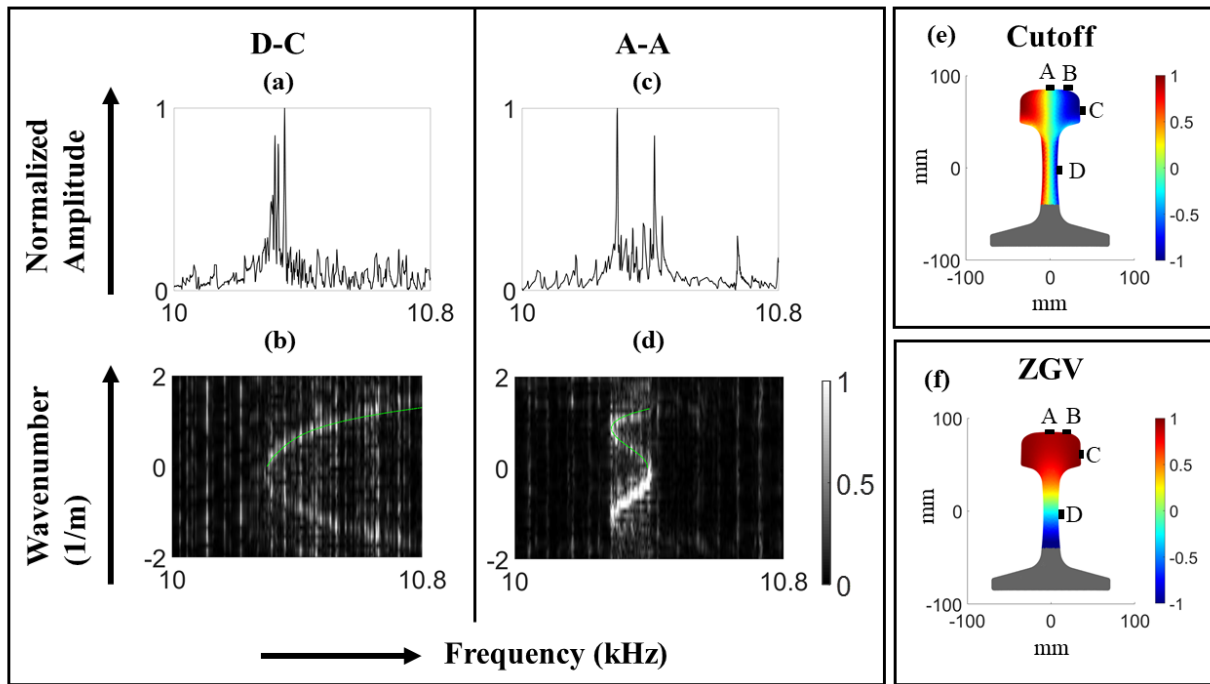 D-C
A-A
(a)
(c)
Normalized
Amplitude
1
0
10
10.8
1
0
10
10.8
(b)
(d)
Wavenumber
(1/m)
2
0
-2
10
10.8
2
0
-2
10
10.8
1
0.5
0
Frequency (kHz)
(e)
Cutoff
100
0
-100
mm
A
B
C
D
-100
0
100
mm
1
0.5
0
-0.5
-1
(f)
ZGV
100
0
-100
mm
A
B
C
D
-100
0
100
mm
1
0.5
0
-0.5
-1